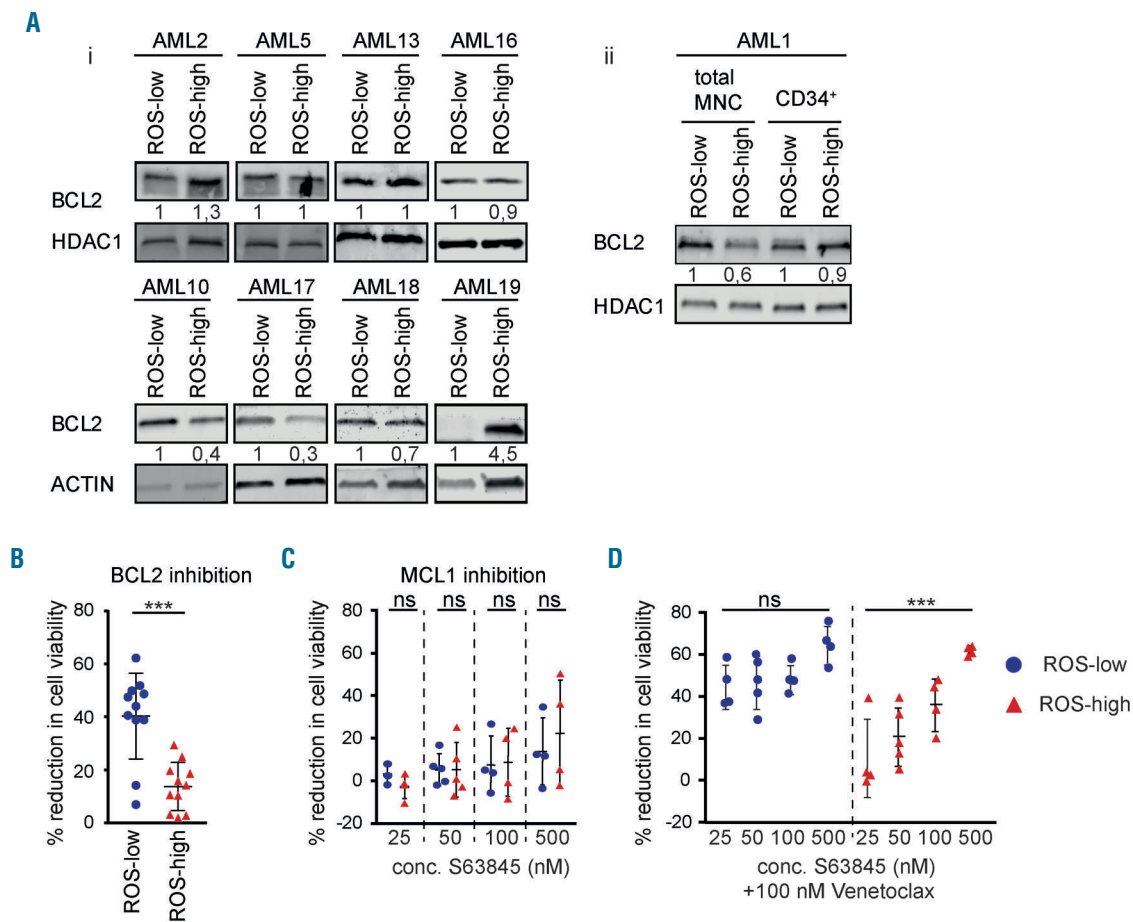 A
i
AML2 AML5 AML13 AML16
ROS-low ROS-high ROS-low ROS-high ROS-low ROS-high ROS-low ROS-high
BCL2
1 1,3 1 1 1 1 1 0,9
HDAC1
AML10 AML17 AML18 AML19
ROS-low ROS-high ROS-low ROS-high ROS-low ROS-high ROS-low ROS-high
BCL2
1 0,4 1 0,3 1 0,7 1 4,5
ACTIN
ii
AML1
total
MNC
CD34+
ROS-low ROS-high ROS-low ROS-high
BCL2
1 0,6 1 0,9
HDAC1
B
BCL2 inhibition
***
% reduction in cell viability
80
60
40
20
0
ROS-low ROS-high
C
MCL1 inhibition
ns ns ns ns
% reduction in cell viability
80
60
40
20
0
-20
25 50 100 500
conc. S63845 (nM)
D
ns ***
% reduction in cell viability
80
60
40
20
0
-20
25 50 100 500 25 50 100 500
conc. S63845 (nM)
+100 nM Venetoclax
ROS-low
ROS-high